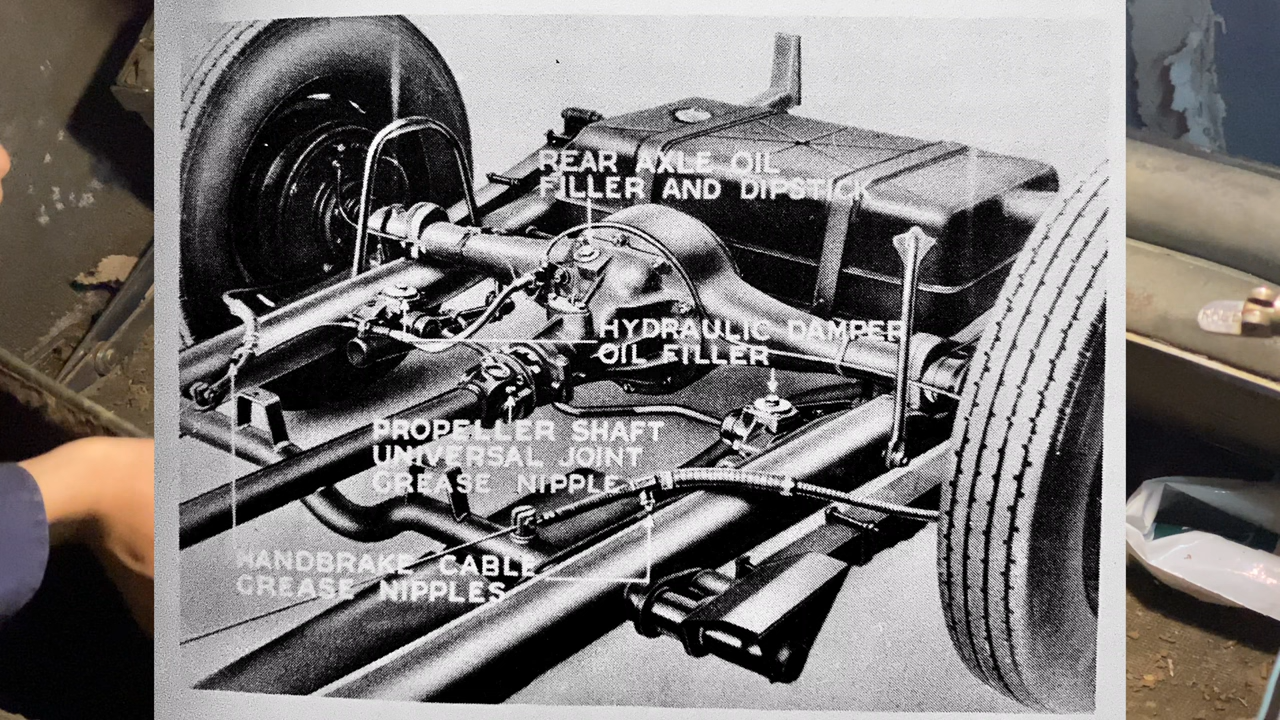 REAR AXLE OIL
FILLER AND DIPSTICK
HYDRAULIC DAMPER
OIL FILLER
PROPELLER SHAFT
UNIVERSAL JOINT
GREASE NIPPLE
HANDBRAKE CABLE
GREASE NIPPLES